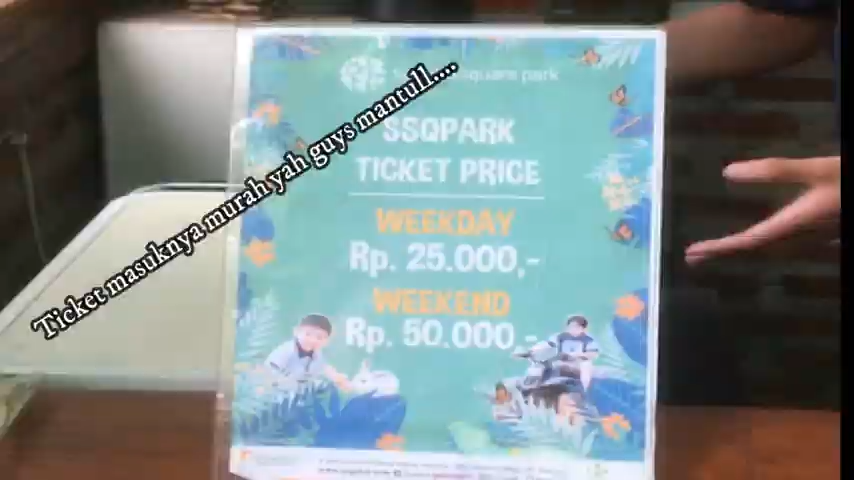 square park
Ticket masuknya murah yah guys mantull....
SSQPARK
TICKET PRICE
WEEKDAY
Rp. 25.000,-
WEEKEND
Rp. 50.000,-